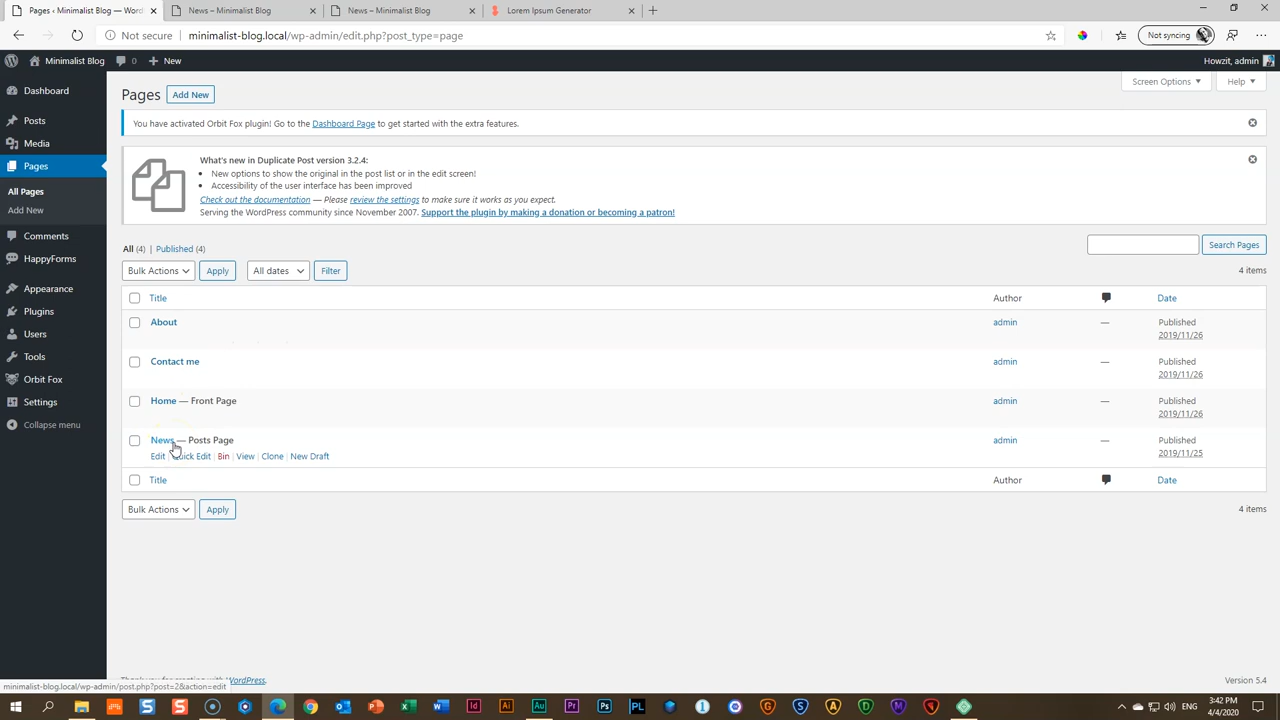 Pages ‹ Minimalist Blog — Word
News – Minimalist Blog
News – Minimalist Blog
Lorem Ipsum Generator
Not secure
minimalist-blog.local/wp-admin/edit.php?post_type=page
Not syncing
Minimalist Blog
0
New
Howzit, admin
Dashboard
Posts
Media
Pages
All Pages
Add New
Comments
HappyForms
Appearance
Plugins
Users
Tools
Orbit Fox
Settings
Collapse menu
Pages
Add New
Screen Options
Help
You have activated Orbit Fox plugin! Go to the Dashboard Page to get started with the extra features.
What's new in Duplicate Post version 3.2.4:
New options to show the original in the post list or in the edit screen!
Accessibility of the user interface has been improved
Check out the documentation — Please review the settings to make sure it works as you expect.
Serving the WordPress community since November 2007. Support the plugin by making a donation or becoming a patron!
All (4) | Published (4)
Search Pages
Bulk Actions
Apply
All dates
Filter
4 items
Title
Author
Date
About
admin
—
Published
2019/11/26
Contact me
admin
—
Published
2019/11/26
Home — Front Page
admin
—
Published
2019/11/26
News — Posts Page
admin
—
Published
2019/11/25
Edit | Quick Edit | Bin | View | Clone | New Draft
Title
Author
Date
Bulk Actions
Apply
4 items
WordPress.
Version 5.4
minimalist-blog.local/wp-admin/post.php?post=2&action=edit
ENG
3:42 PM
4/4/2020